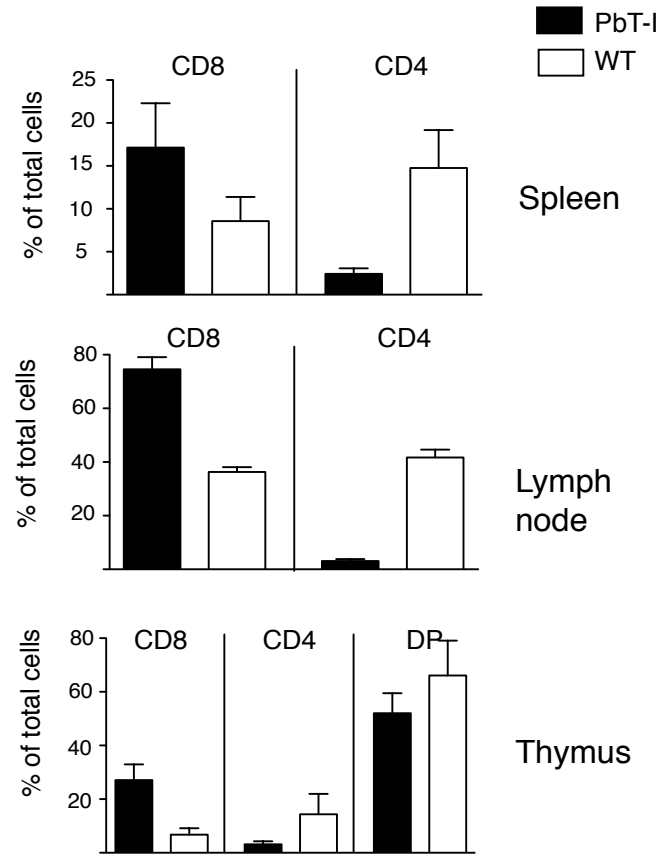 PbT-I
WT
CD8 CD4
% of total cells
25
20
15
10
5
Spleen
CD8 CD4
% of total cells
80
60
40
20
Lymph
node
CD8 CD4 DP
% of total cells
80
60
40
20
Thymus